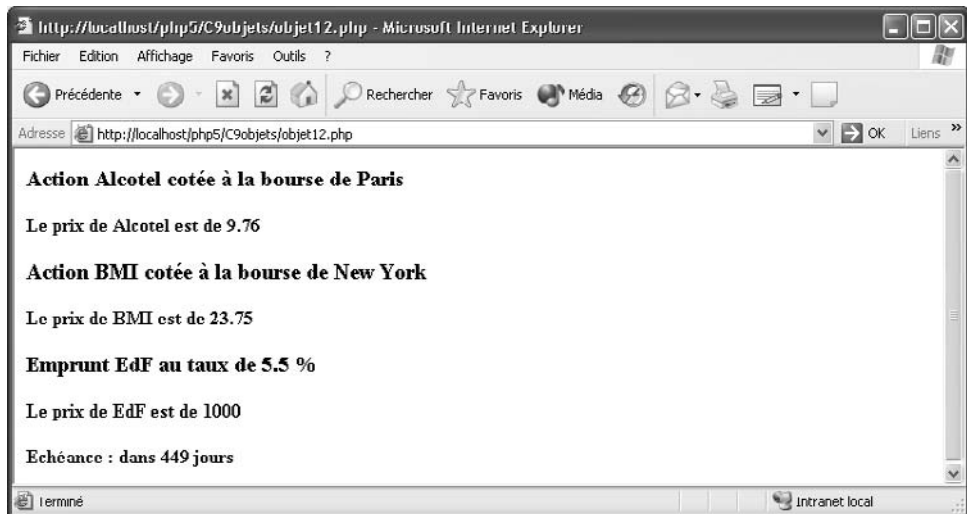 http://localhost/php5/C9objets/objet12.php - Microsoft Internet Explorer
Fichier Edition Affichage Favoris Outils ?
Précédente Rechercher Favoris Média
Adresse http://localhost/php5/C9objets/objet12.php OK Liens »
Action Alcotel cotée à la bourse de Paris
Le prix de Alcotel est de 9.76
Action BMI cotée à la bourse de New York
Le prix de BMI est de 23.75
Emprunt EdF au taux de 5.5 %
Le prix de EdF est de 1000
Echéance : dans 449 jours
Terminé Intranet local